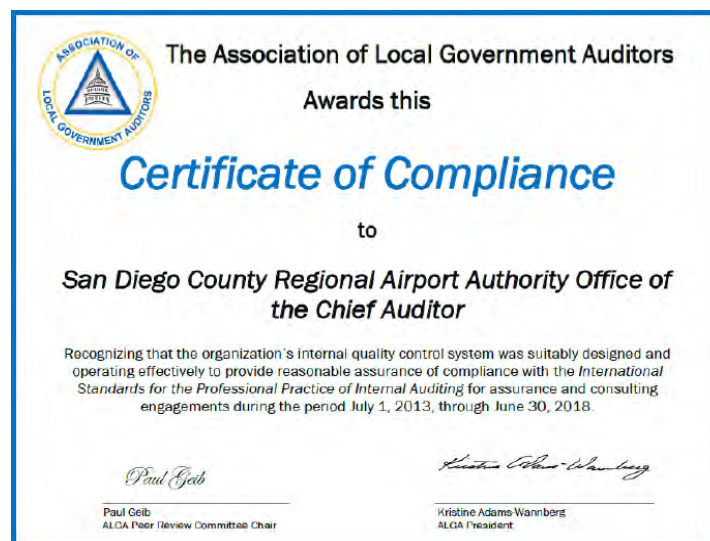 ASSOCIATION OF
LOCAL GOVERNMENT AUDITORS
The Association of Local Government Auditors
Awards this
Certificate of Compliance
to
San Diego County Regional Airport Authority Office of
the Chief Auditor
Recognizing that the organization's internal quality control system was suitably designed and
operating effectively to provide reasonable assurance of compliance with the International
Standards for the Professional Practice of Internal Auditing for assurance and consulting
engagements during the period July 1, 2013, through June 30, 2018.
Paul Geib
Kristine Adams-Wannberg
Paul Geib
ALGA Peer Review Committee Chair
Kristine Adams-Wannberg
ALGA President